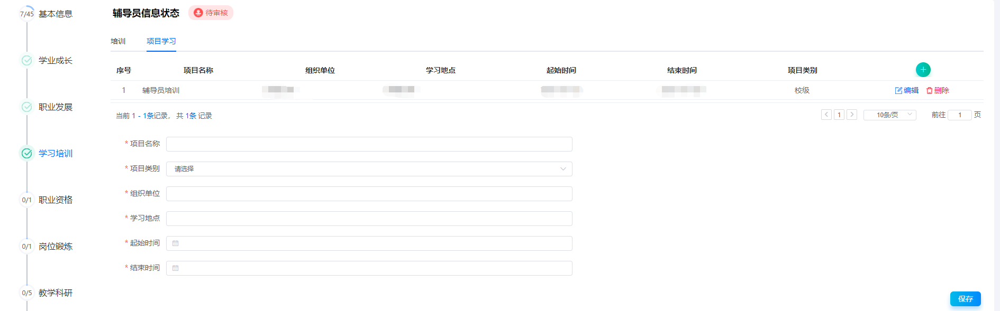 7/45 基本信息
学业成长
职业发展
学习培训
0/1 职业资格
0/1 岗位锻炼
0/5 教学科研
辅导员信息状态 待审核
培训 项目学习
序号 项目名称 组织单位 学习地点 起始时间 结束时间 项目类别
1 辅导员培训 校级 编辑 删除
当前 1 - 1条记录， 共 1条 记录
1 10条/页 前往 1 页
* 项目名称
* 项目类别 请选择
* 组织单位
* 学习地点
* 起始时间
* 结束时间
保存